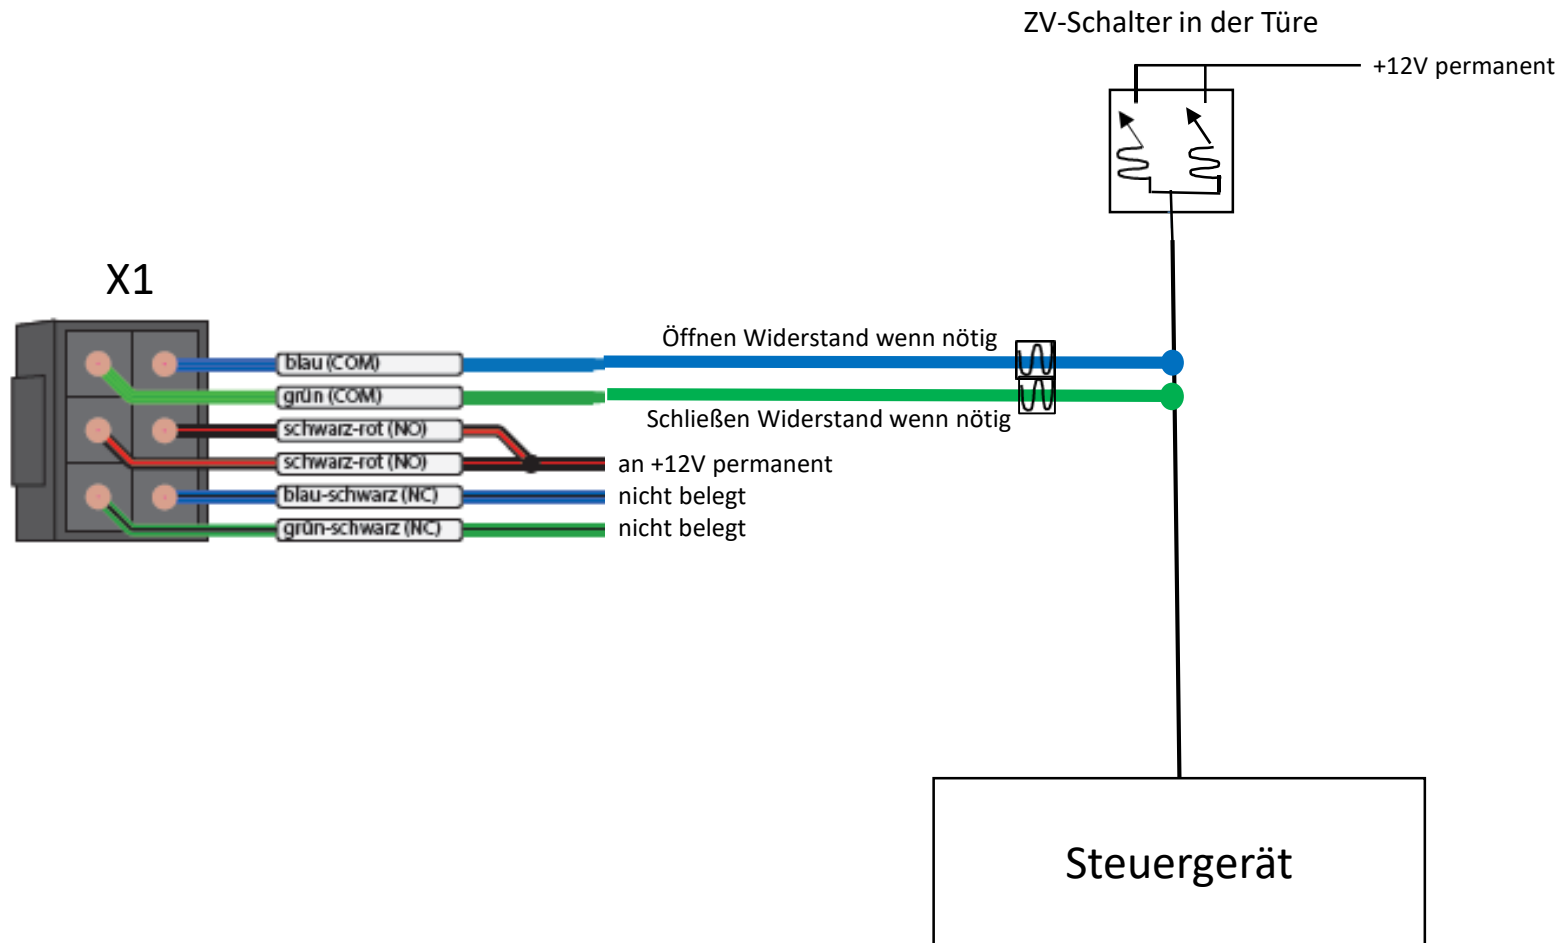 ZV-Schalter in der Türe
+12V permanent
X1
Öffnen Widerstand wenn nötig
blau (COM)
grün (COM)
Schließen Widerstand wenn nötig
schwarz-rot (NO)
schwarz-rot (NO)
an +12V permanent
blau-schwarz (NC)
nicht belegt
grün-schwarz (NC)
nicht belegt
Steuergerät